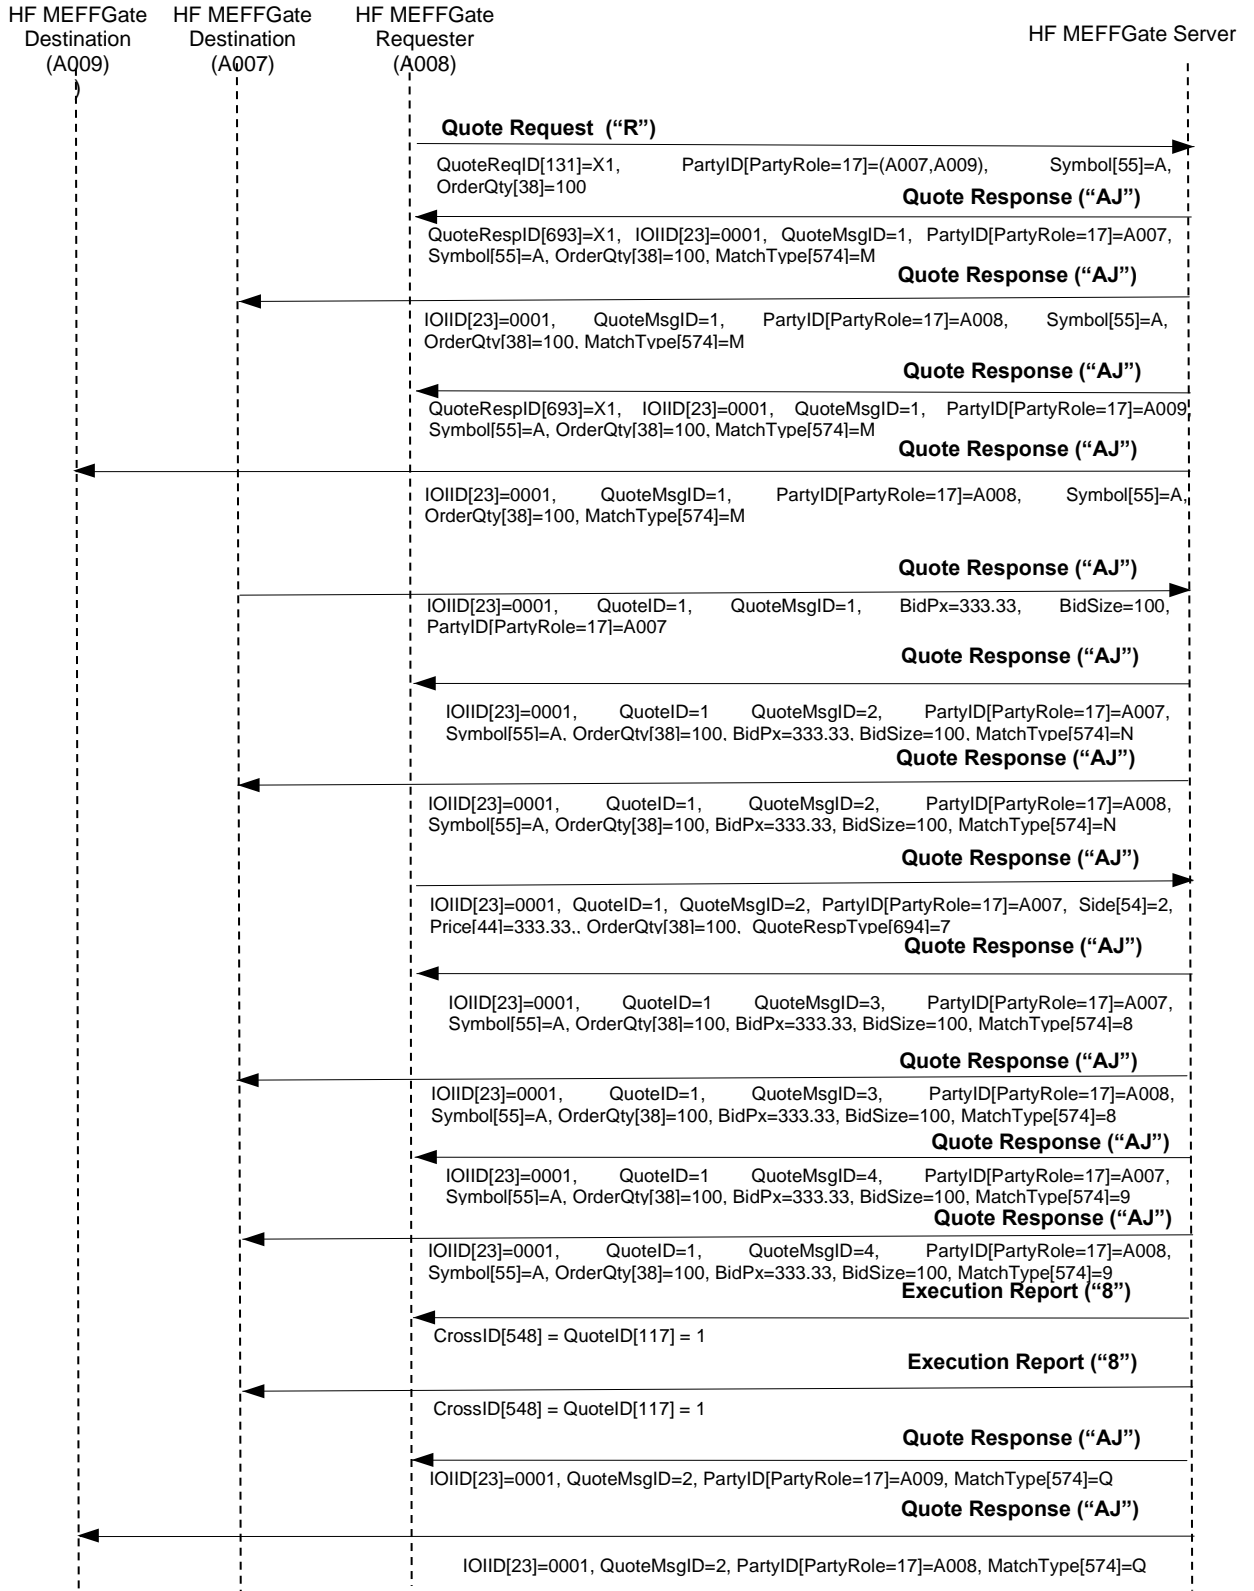 HF MEFFGate Destination (A009)
)
HF MEFFGate Destination (A007)
HF MEFFGate Requester (A008)
HF MEFFGate Server
Quote Request ("R")
QuoteReqID[131]=X1, PartyID[PartyRole=17]=(A007,A009), Symbol[55]=A,
OrderQty[38]=100
Quote Response ("AJ")
QuoteRespID[693]=X1, IOIID[23]=0001, QuoteMsgID=1, PartyID[PartyRole=17]=A007,
Symbol[55]=A, OrderQty[38]=100, MatchType[574]=M
Quote Response ("AJ")
IOIID[23]=0001, QuoteMsgID=1, PartyID[PartyRole=17]=A008, Symbol[55]=A,
OrderQty[38]=100, MatchType[574]=M
Quote Response ("AJ")
QuoteRespID[693]=X1, IOIID[23]=0001, QuoteMsgID=1, PartyID[PartyRole=17]=A009,
Symbol[55]=A, OrderQty[38]=100, MatchType[574]=M
Quote Response ("AJ")
IOIID[23]=0001, QuoteMsgID=1, PartyID[PartyRole=17]=A008, Symbol[55]=A,
OrderQty[38]=100, MatchType[574]=M
Quote Response ("AJ")
IOIID[23]=0001, QuoteID=1, QuoteMsgID=1, BidPx=333.33, BidSize=100,
PartyID[PartyRole=17]=A007
Quote Response ("AJ")
IOIID[23]=0001, QuoteID=1 QuoteMsgID=2, PartyID[PartyRole=17]=A007,
Symbol[55]=A, OrderQty[38]=100, BidPx=333.33, BidSize=100, MatchType[574]=N
Quote Response ("AJ")
IOIID[23]=0001, QuoteID=1, QuoteMsgID=2, PartyID[PartyRole=17]=A008,
Symbol[55]=A, OrderQty[38]=100, BidPx=333.33, BidSize=100, MatchType[574]=N
Quote Response ("AJ")
IOIID[23]=0001, QuoteID=1, QuoteMsgID=2, PartyID[PartyRole=17]=A007, Side[54]=2,
Price[44]=333.33,, OrderQty[38]=100, QuoteRespType[694]=7
Quote Response ("AJ")
IOIID[23]=0001, QuoteID=1 QuoteMsgID=3, PartyID[PartyRole=17]=A007,
Symbol[55]=A, OrderQty[38]=100, BidPx=333.33, BidSize=100, MatchType[574]=8
Quote Response ("AJ")
IOIID[23]=0001, QuoteID=1, QuoteMsgID=3, PartyID[PartyRole=17]=A008,
Symbol[55]=A, OrderQty[38]=100, BidPx=333.33, BidSize=100, MatchType[574]=8
Quote Response ("AJ")
IOIID[23]=0001, QuoteID=1 QuoteMsgID=4, PartyID[PartyRole=17]=A007,
Symbol[55]=A, OrderQty[38]=100, BidPx=333.33, BidSize=100, MatchType[574]=9
Quote Response ("AJ")
IOIID[23]=0001, QuoteID=1, QuoteMsgID=4, PartyID[PartyRole=17]=A008,
Symbol[55]=A, OrderQty[38]=100, BidPx=333.33, BidSize=100, MatchType[574]=9
Execution Report ("8")
CrossID[548] = QuoteID[117] = 1
Execution Report ("8")
CrossID[548] = QuoteID[117] = 1
Quote Response ("AJ")
IOIID[23]=0001, QuoteMsgID=2, PartyID[PartyRole=17]=A009, MatchType[574]=Q
Quote Response ("AJ")
IOIID[23]=0001, QuoteMsgID=2, PartyID[PartyRole=17]=A008, MatchType[574]=Q